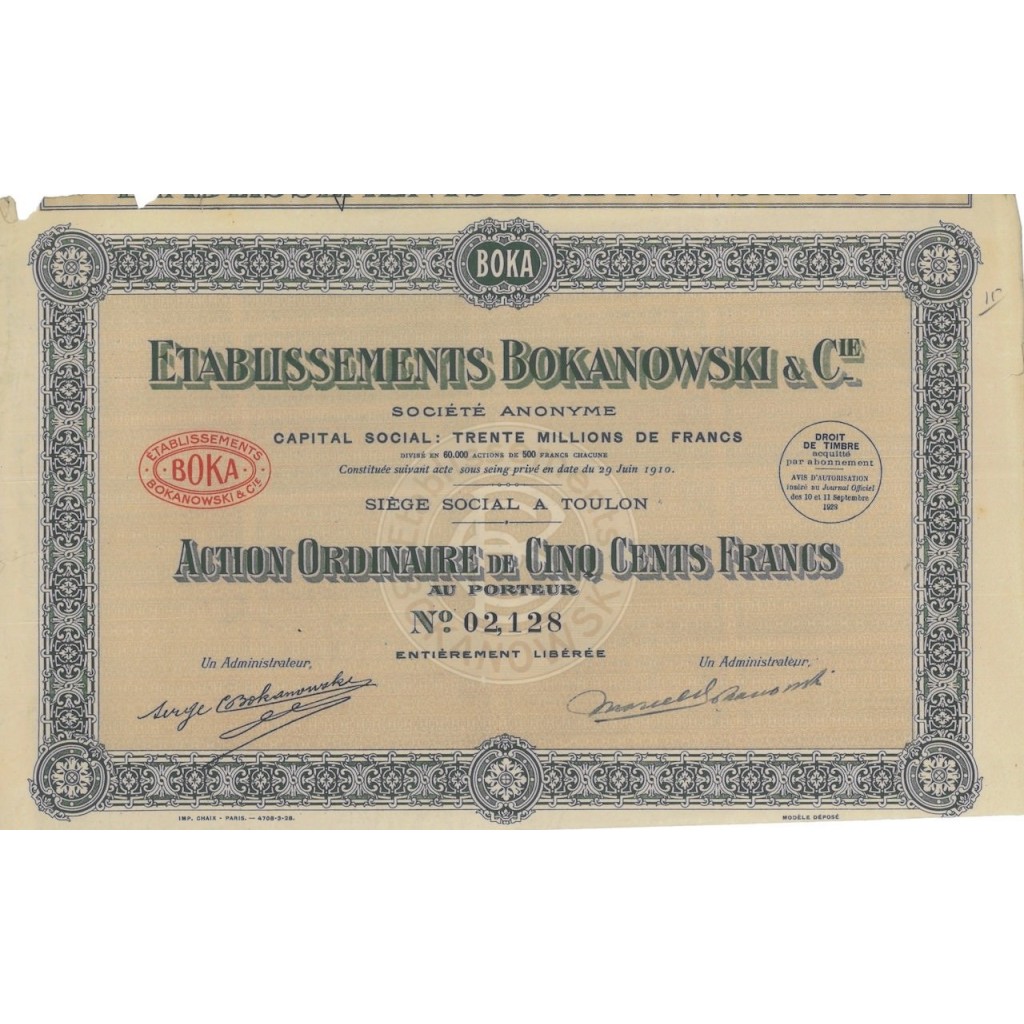 BOKA
ETABLISSEMENTS BOKANOWSKI & CIE
SOCIÉTÉ ANONYME
CAPITAL SOCIAL: TRENTE MILLIONS DE FRANCS
DIVISÉ EN 60.000 ACTIONS DE 500 FRANCS CHACUNE
Constituée suivant acte sous seing privé en date du 29 Juin 1910.
SIÈGE SOCIAL A TOULON
ÉTABLISSEMENTS
BOKA
BOKANOWSKI & CIE
DROIT
DE TIMBRE
acquitté
par abonnement
AVIS D'AUTORISATION
inséré au Journal Officiel
des 10 et 11 Septembre
1928
ACTION ORDINAIRE DE CINQ CENTS FRANCS
AU PORTEUR
No. 02,128
ENTIÈREMENT LIBÉRÉE
Un Administrateur,
Un Administrateur,
Serge Bokanowski
Marcel Bokanowski
IMP. CHAIX - PARIS. — 4708-3-38.
MODÈLE DÉPOSÉ